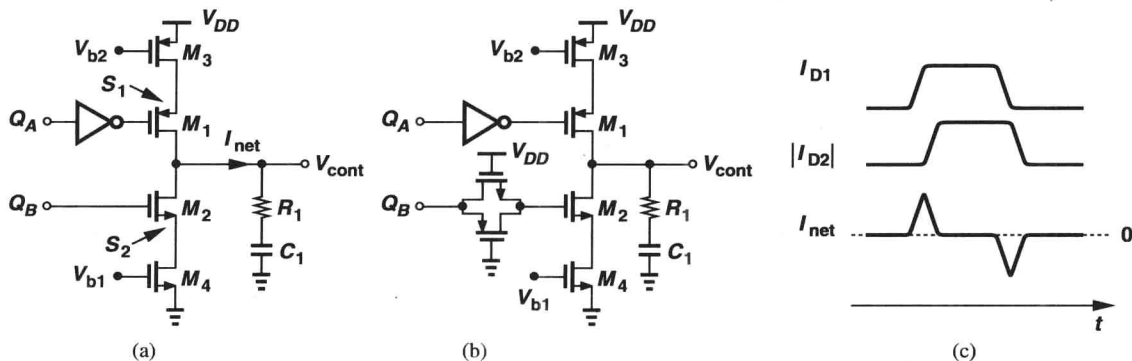 V_DD
V_b2
M_3
S_1
Q_A
M_1
I_net
V_cont
Q_B
M_2
R_1
S_2
C_1
V_b1
M_4
(a)
V_DD
V_b2
M_3
Q_A
M_1
V_DD
V_cont
Q_B
M_2
R_1
C_1
V_b1
M_4
(b)
I_D1
|I_D2|
I_net
0
t
(c)